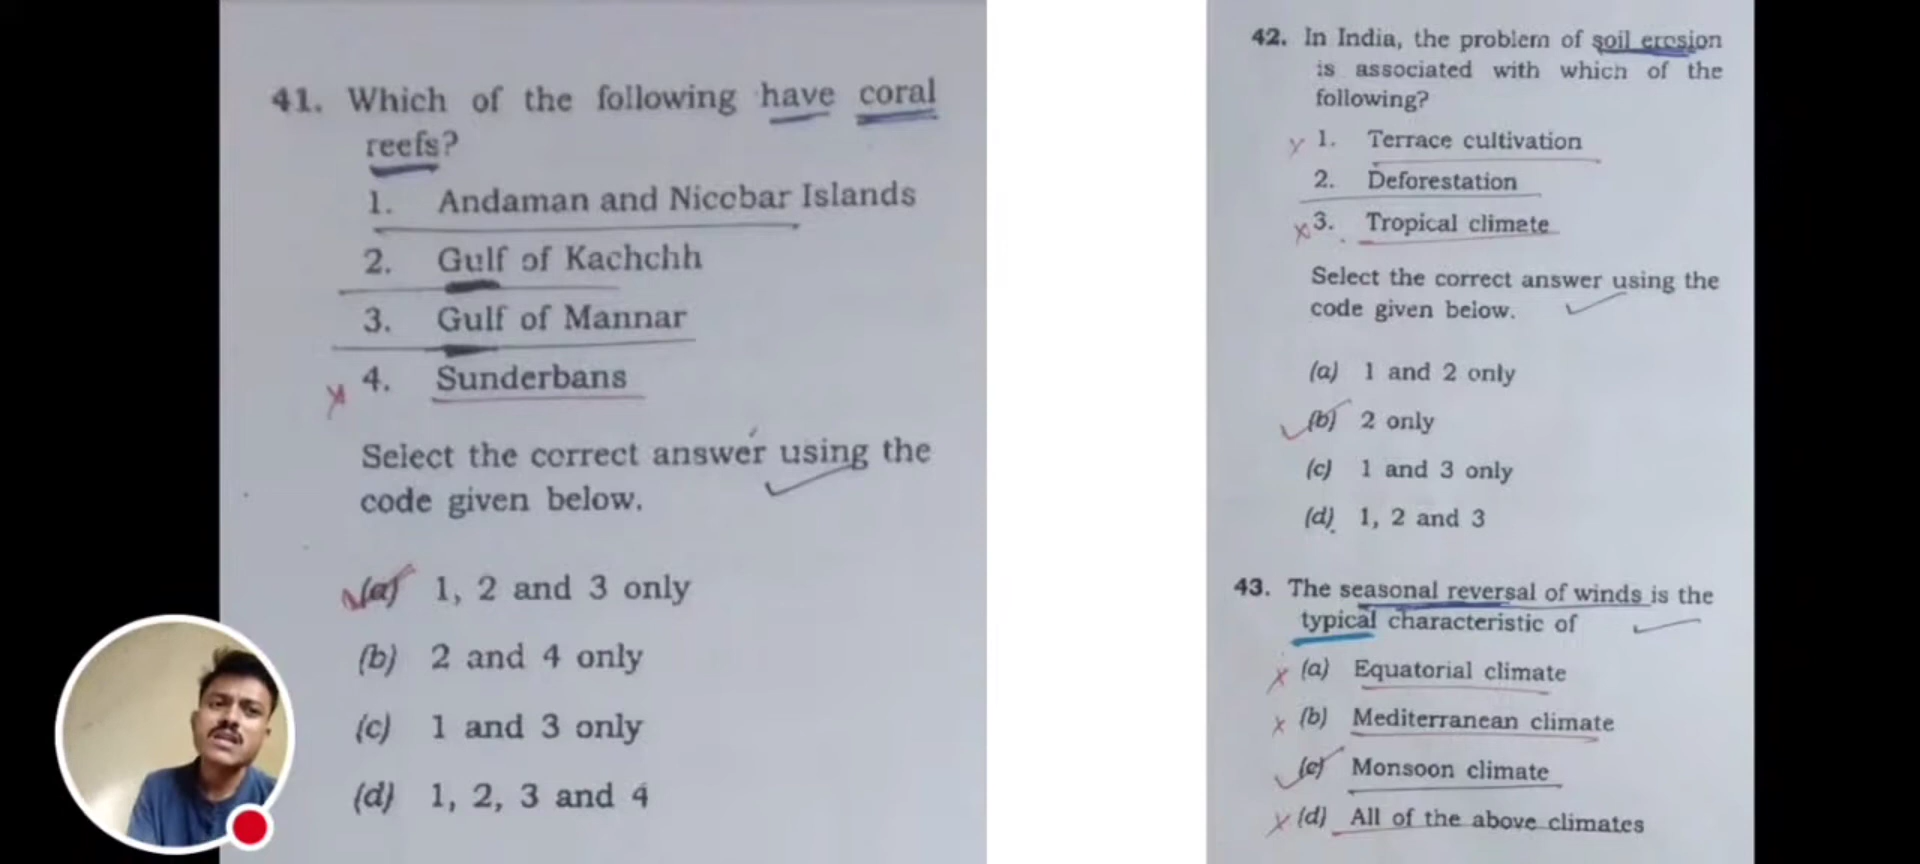 41. Which of the following have coral
reefs?
1. Andaman and Nicobar Islands
2. Gulf of Kachchh
3. Gulf of Mannar
4. Sunderbans
Select the correct answer using the
code given below.
(a) 1, 2 and 3 only
(b) 2 and 4 only
(c) 1 and 3 only
(d) 1, 2, 3 and 4
42. In India, the problem of soil erosion
is associated with which of the
following?
1. Terrace cultivation
2. Deforestation
3. Tropical climate
Select the correct answer using the
code given below.
(a) 1 and 2 only
(b) 2 only
(c) 1 and 3 only
(d) 1, 2 and 3
43. The seasonal reversal of winds is the
typical characteristic of
(a) Equatorial climate
(b) Mediterranean climate
(c) Monsoon climate
(d) All of the above climates